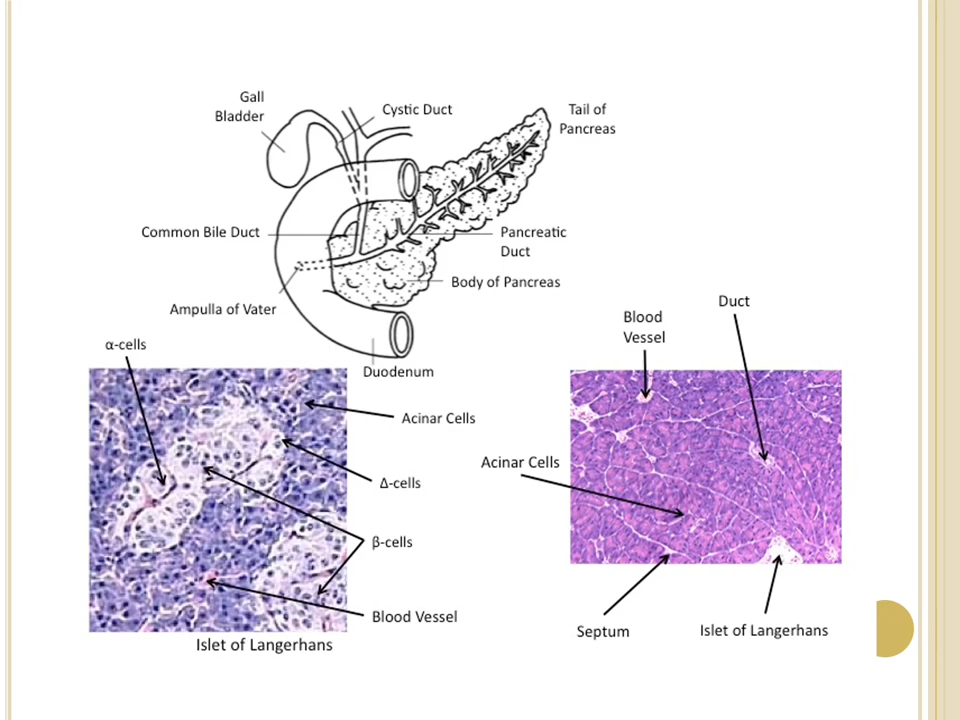 Gall
Bladder
Cystic Duct
Tail of
Pancreas
Common Bile Duct
Pancreatic
Duct
Body of Pancreas
Ampulla of Vater
Duodenum
α-cells
Acinar Cells
Δ-cells
β-cells
Blood Vessel
Islet of Langerhans
Blood
Vessel
Duct
Acinar Cells
Septum
Islet of Langerhans